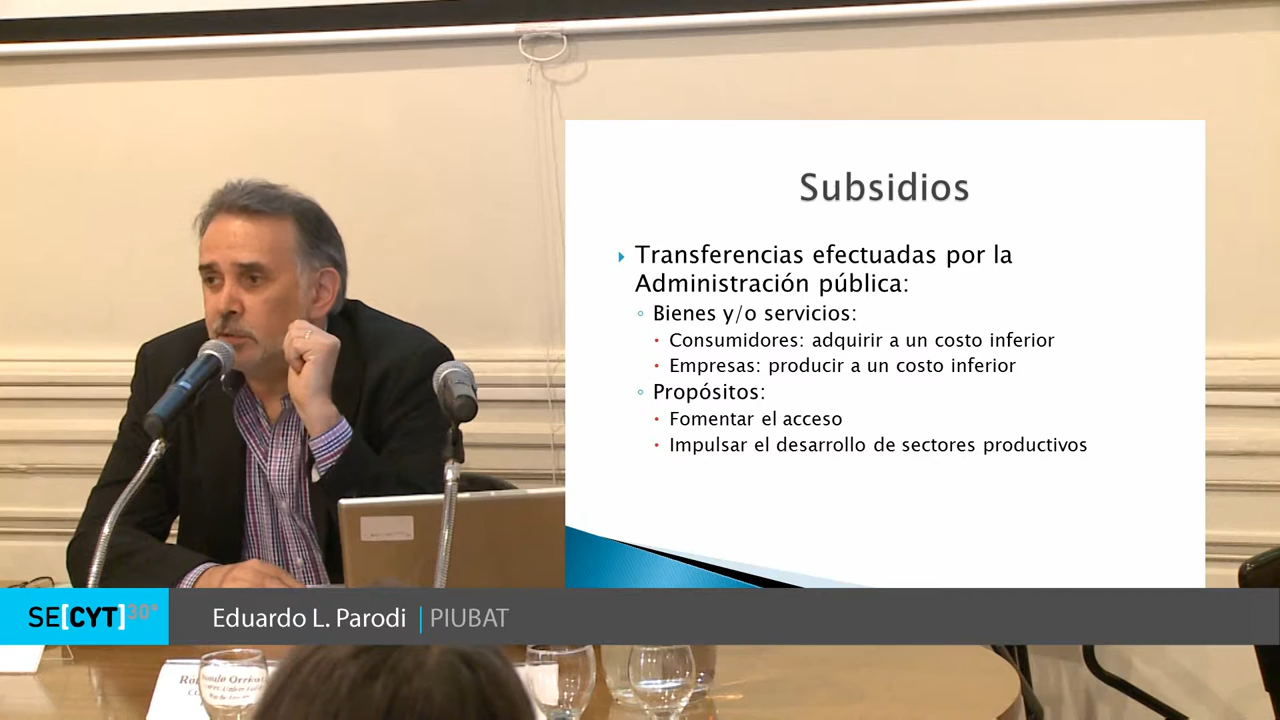 Subsidios
Transferencias efectuadas por la
Administración pública:
Bienes y/o servicios:
Consumidores: adquirir a un costo inferior
Empresas: producir a un costo inferior
Propósitos:
Fomentar el acceso
Impulsar el desarrollo de sectores productivos
SE[CYT]30°
Eduardo L. Parodi | PIUBAT